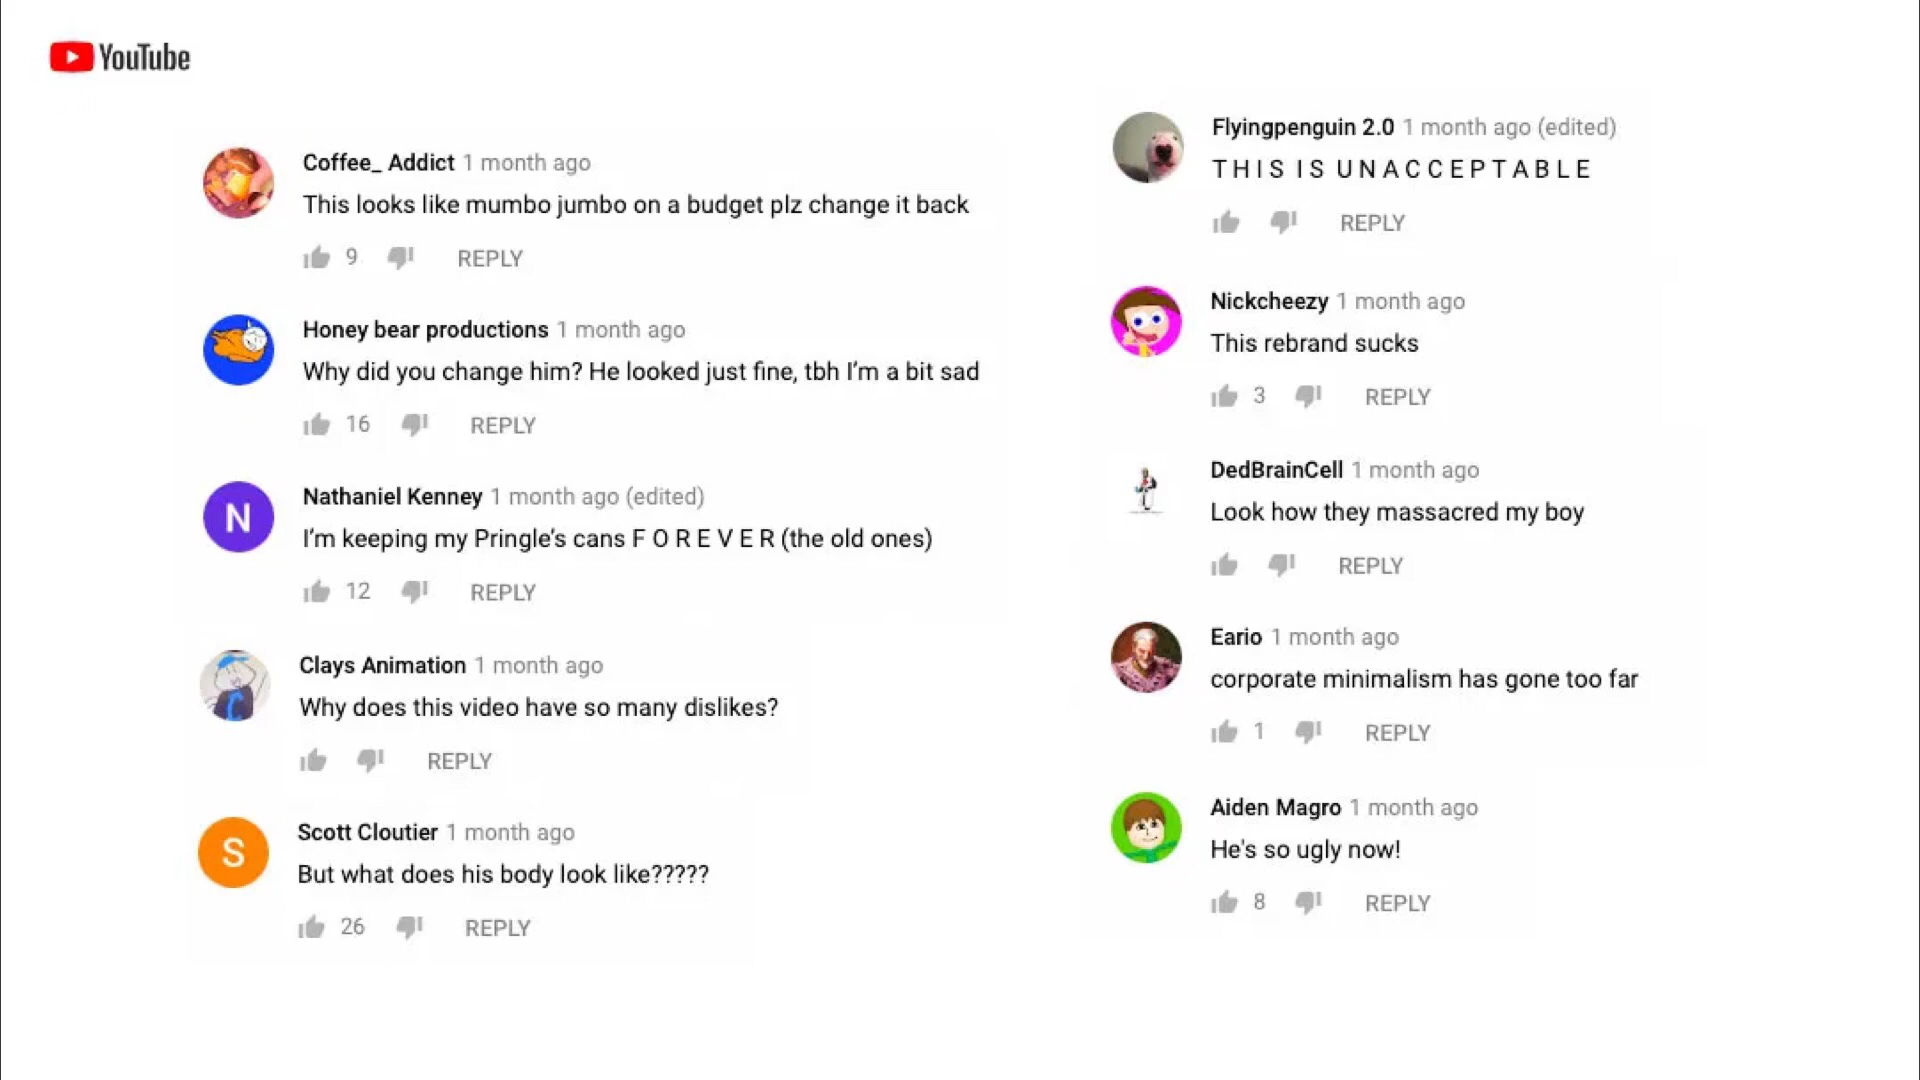 YouTube
Coffee_ Addict 1 month ago
This looks like mumbo jumbo on a budget plz change it back
9 REPLY
Honey bear productions 1 month ago
Why did you change him? He looked just fine, tbh I’m a bit sad
16 REPLY
N
Nathaniel Kenney 1 month ago (edited)
I’m keeping my Pringle’s cans F O R E V E R (the old ones)
12 REPLY
Clays Animation 1 month ago
Why does this video have so many dislikes?
REPLY
S
Scott Cloutier 1 month ago
But what does his body look like?????
26 REPLY
Flyingpenguin 2.0 1 month ago (edited)
T H I S I S U N A C C E P T A B L E
REPLY
Nickcheezy 1 month ago
This rebrand sucks
3 REPLY
DedBrainCell 1 month ago
Look how they massacred my boy
REPLY
Eario 1 month ago
corporate minimalism has gone too far
1 REPLY
Aiden Magro 1 month ago
He's so ugly now!
8 REPLY